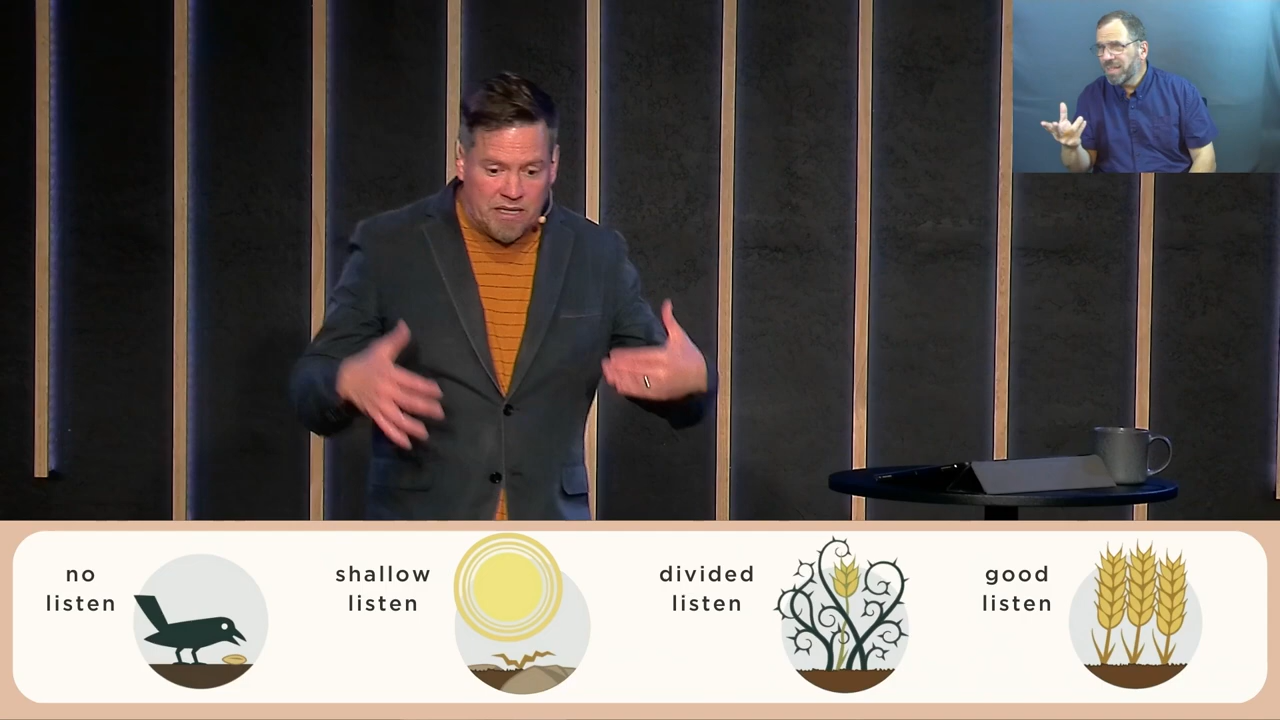 no
listen
shallow
listen
divided
listen
good
listen